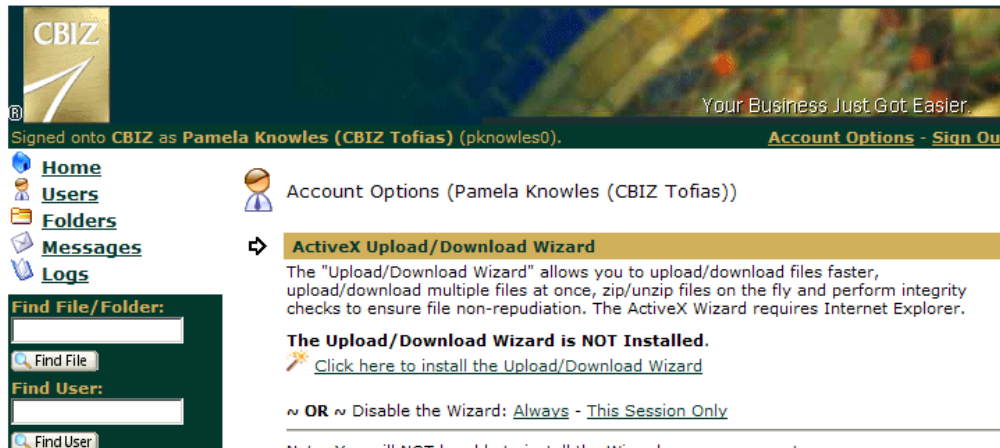 CBIZ
®
Your Business Just Got Easier.
Signed onto CBIZ as Pamela Knowles (CBIZ Tofias) (pknowles0).
Account Options - Sign Ou
Home
Users
Folders
Messages
Logs
Find File/Folder:
Find File
Find User:
Find User
Account Options (Pamela Knowles (CBIZ Tofias))
ActiveX Upload/Download Wizard
The "Upload/Download Wizard" allows you to upload/download files faster,
upload/download multiple files at once, zip/unzip files on the fly and perform integrity
checks to ensure file non-repudiation. The ActiveX Wizard requires Internet Explorer.
The Upload/Download Wizard is NOT Installed.
Click here to install the Upload/Download Wizard
~ OR ~ Disable the Wizard: Always - This Session Only